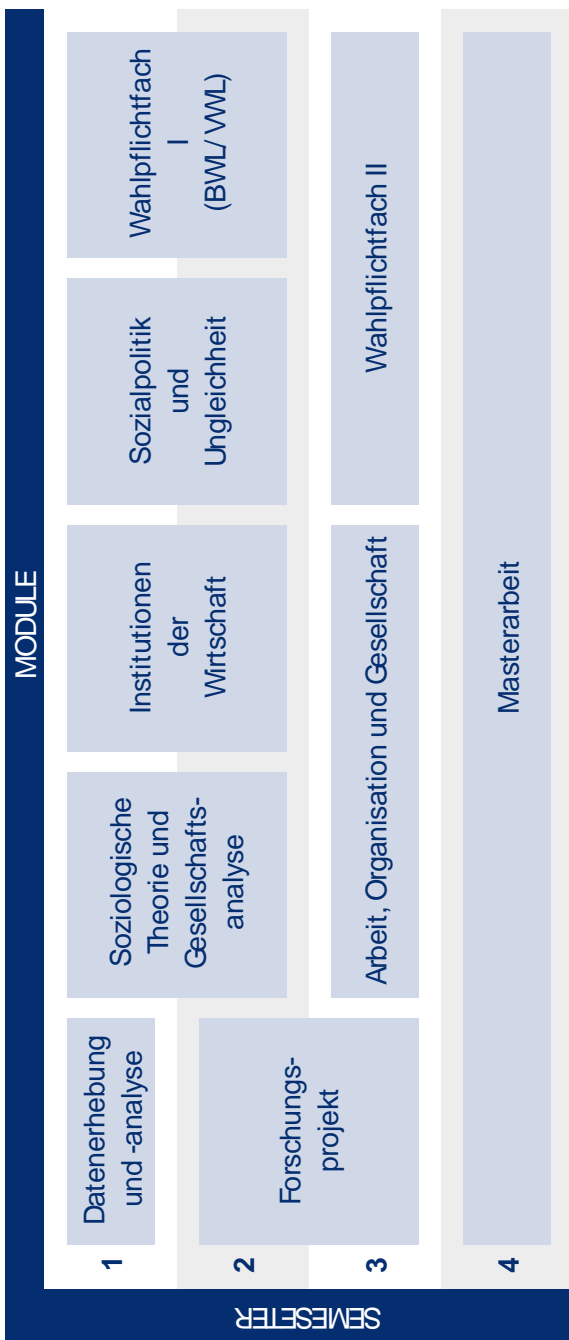 MODULE
SEMESETER
1
Datenerhebung
und -analyse
Soziologische
Theorie und
Gesellschafts-
analyse
Institutionen
der
Wirtschaft
Sozialpolitik
und
Ungleichheit
Wahlpflichtfach
I
(BWL/ VWL)
2
Forschungs-
projekt
3
Arbeit, Organisation und Gesellschaft
Wahlpflichtfach II
4
Masterarbeit